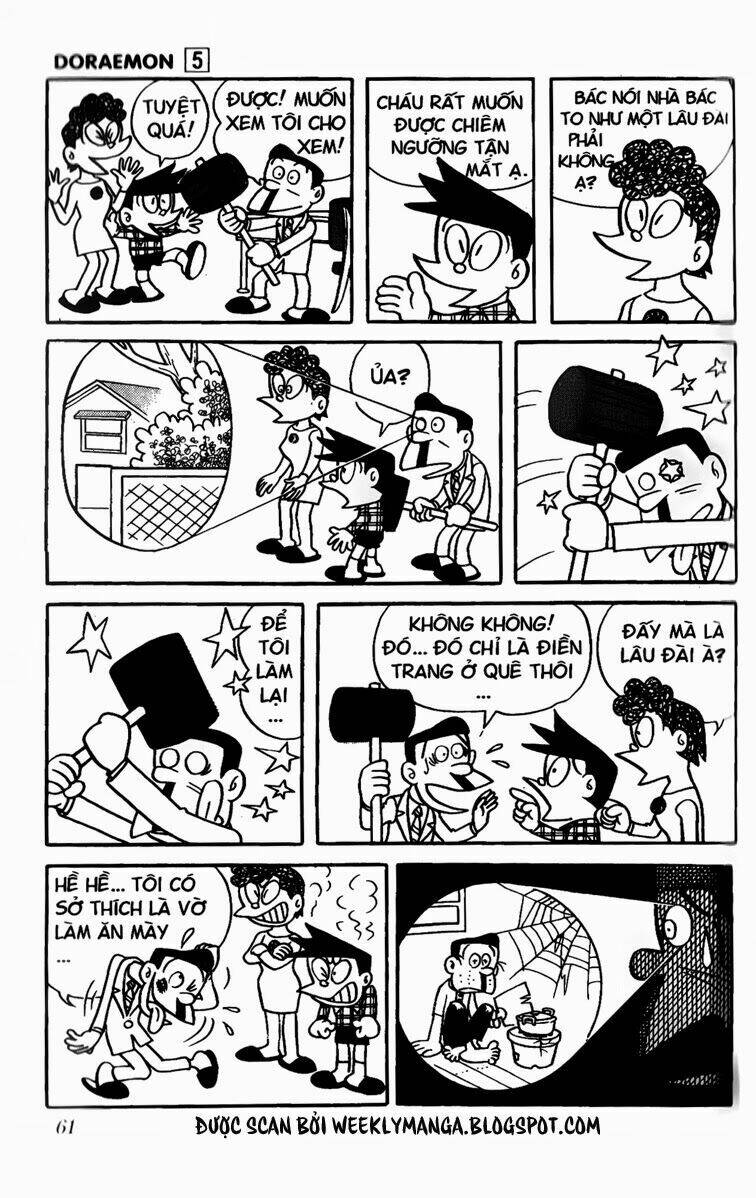 DORAEMON 5
BÁC NÓI NHÀ BÁC
TO NHƯ MỘT LÂU ĐÀI
PHẢI
KHÔNG
Ạ?
CHÁU RẤT MUỐN
ĐƯỢC CHIÊM
NGƯỠNG TẬN
MẮT Ạ.
ĐƯỢC! MUỐN
XEM TÔI CHO
XEM!
TUYỆT
QUÁ!
ỦA?
ĐẤY MÀ LÀ
LÂU ĐÀI À?
KHÔNG KHÔNG!
ĐÓ... ĐÓ CHỈ LÀ ĐIỀN
TRANG Ở QUÊ THÔI
...
ĐỂ
TÔI
LÀM
LẠI
...
HỀ HỀ... TÔI CÓ
SỞ THÍCH LÀ VỜ
LÀM ĂN MÀY
...
61
ĐƯỢC SCAN BỞI WEEKLYMANGA.BLOGSPOT.COM